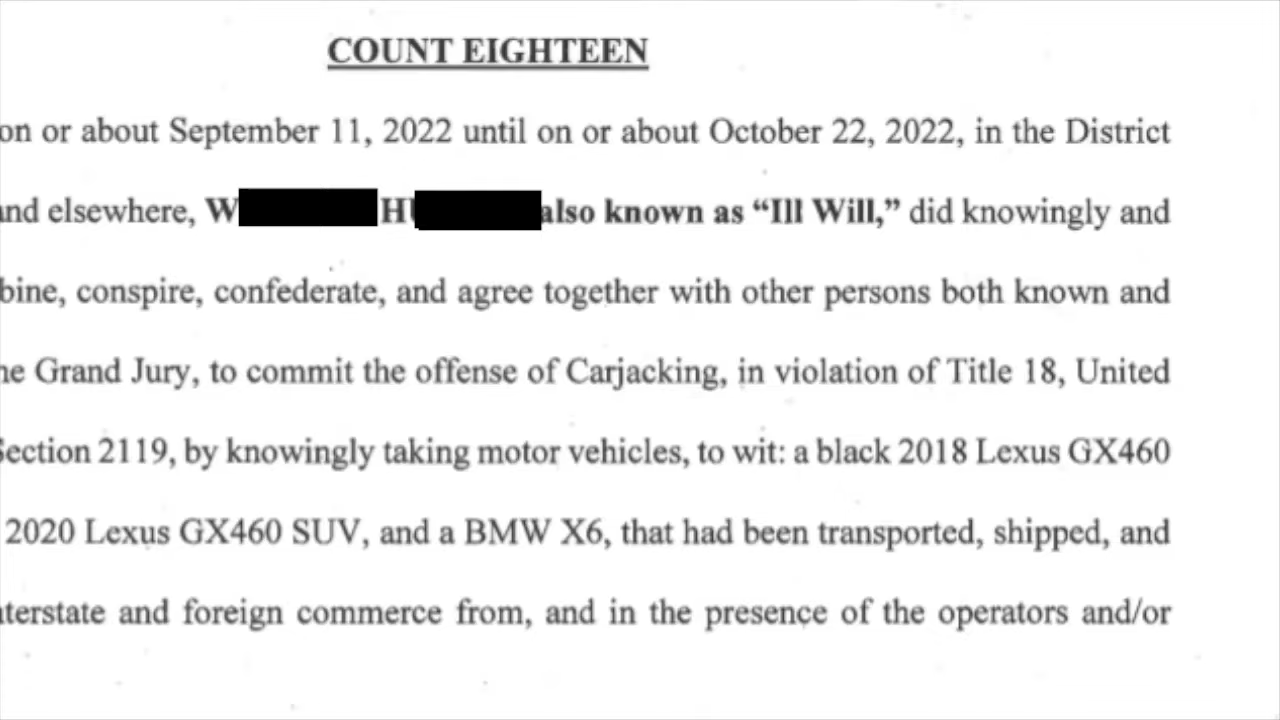 COUNT EIGHTEEN
on or about September 11, 2022 until on or about October 22, 2022, in the District
and elsewhere, W H also known as “Ill Will,” did knowingly and
bine, conspire, confederate, and agree together with other persons both known and
he Grand Jury, to commit the offense of Carjacking, in violation of Title 18, United
Section 2119, by knowingly taking motor vehicles, to wit: a black 2018 Lexus GX460
2020 Lexus GX460 SUV, and a BMW X6, that had been transported, shipped, and
nterstate and foreign commerce from, and in the presence of the operators and/or